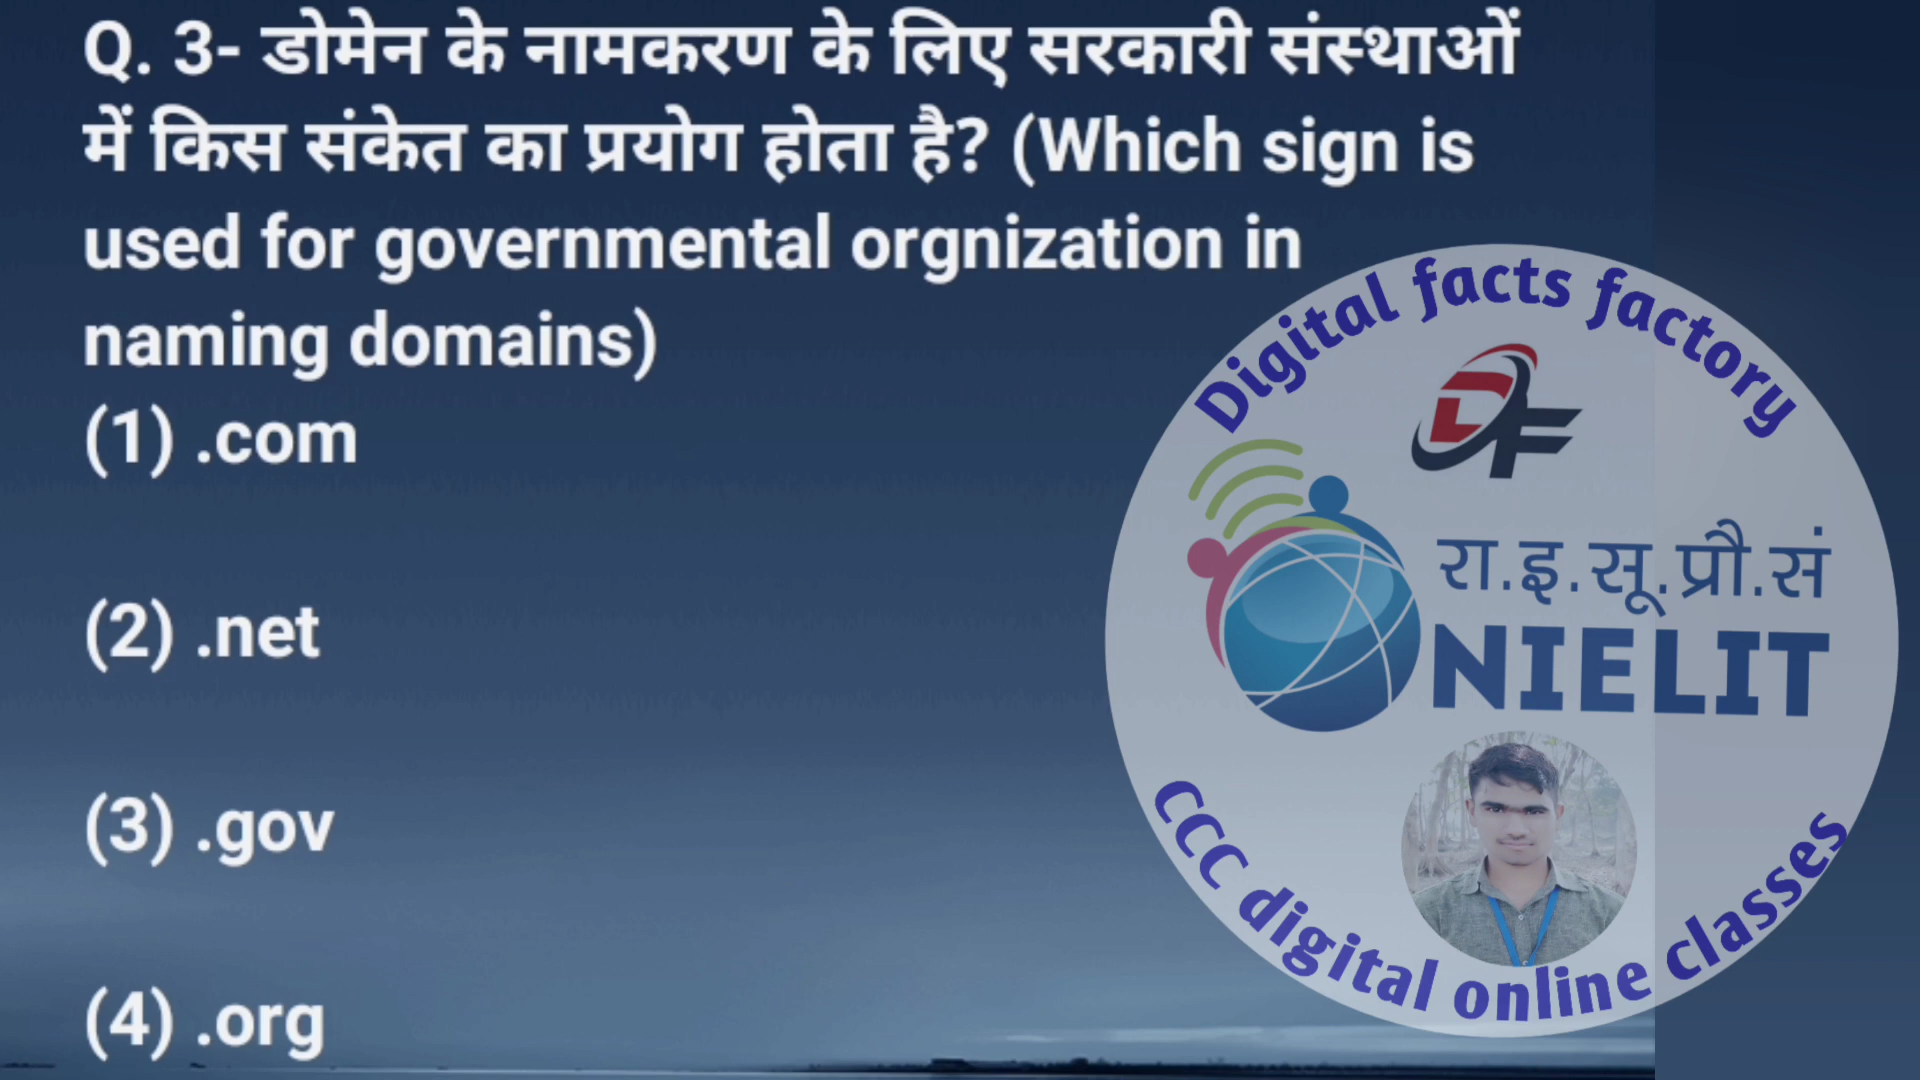 Q. 3- डोमेन के नामकरण के लिए सरकारी संस्थाओं
में किस संकेत का प्रयोग होता है? (Which sign is
used for governmental orgnization in
naming domains)
(1) .com
(2) .net
(3) .gov
(4) .org
Digital facts factory
DF
रा.इ.सू.प्रौ.सं
NIELIT
CCC digital online classes